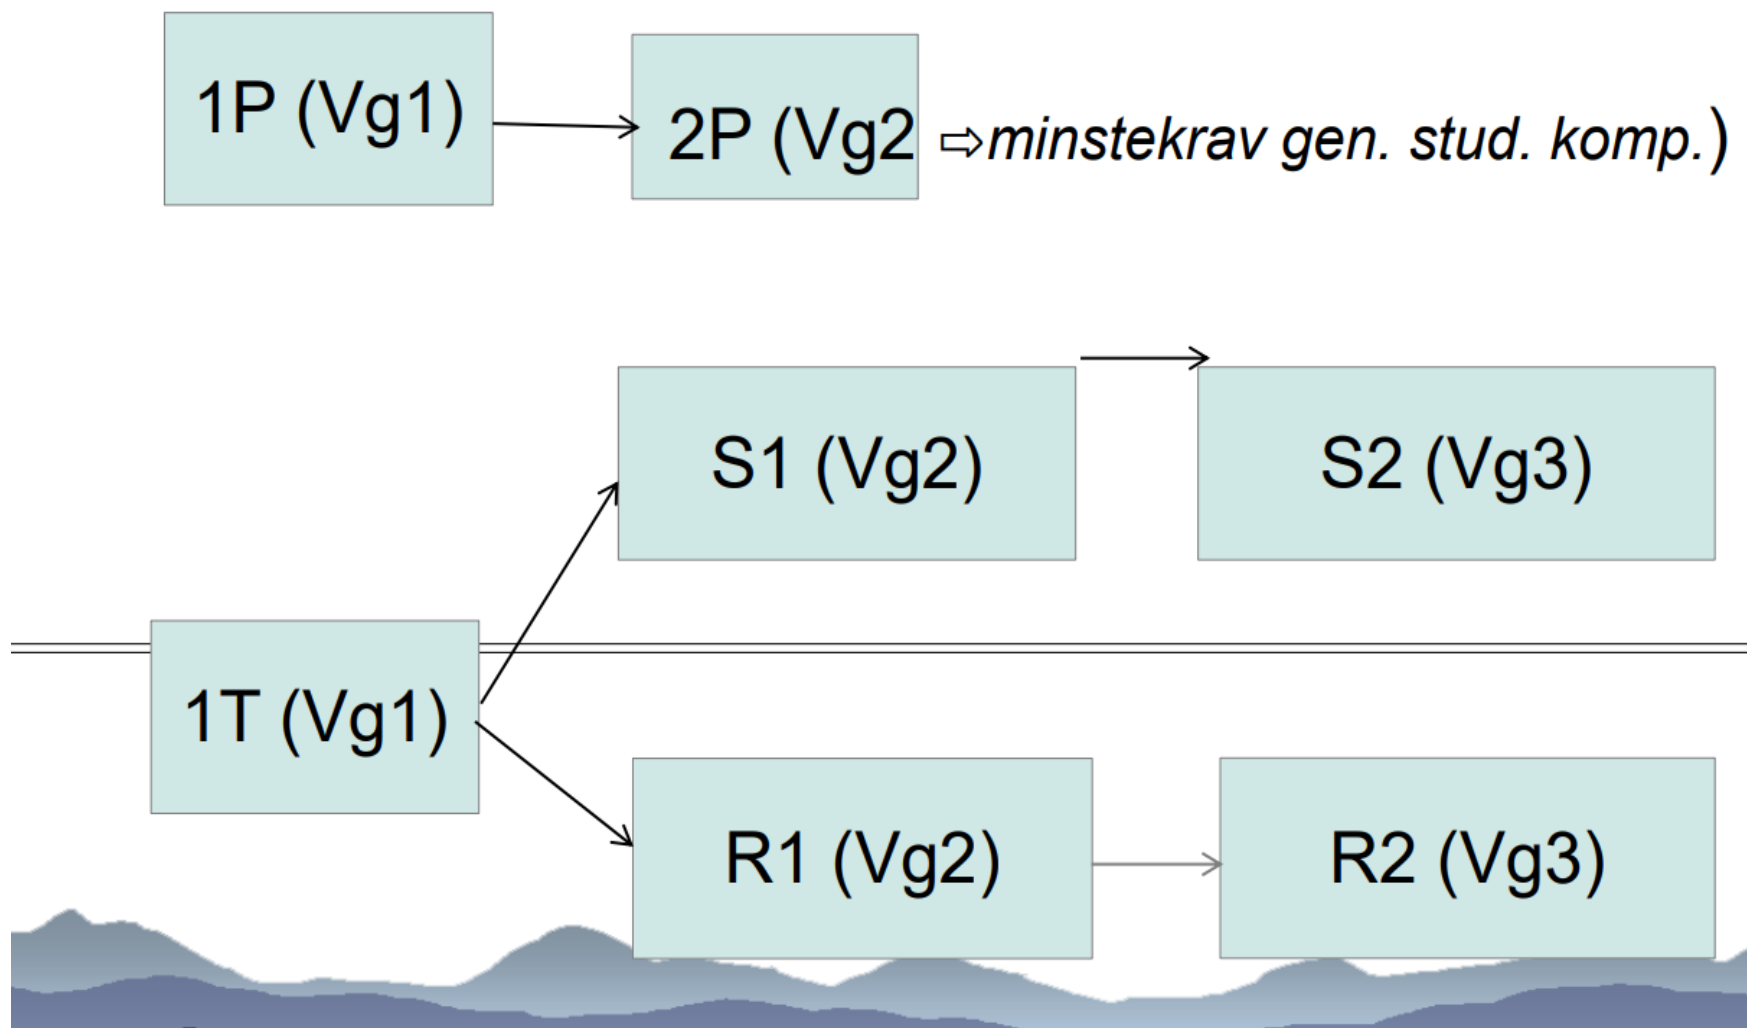 1P (Vg1)
2P (Vg2 ⇨minstekrav gen. stud. komp.)
S1 (Vg2)
S2 (Vg3)
1T (Vg1)
R1 (Vg2)
R2 (Vg3)